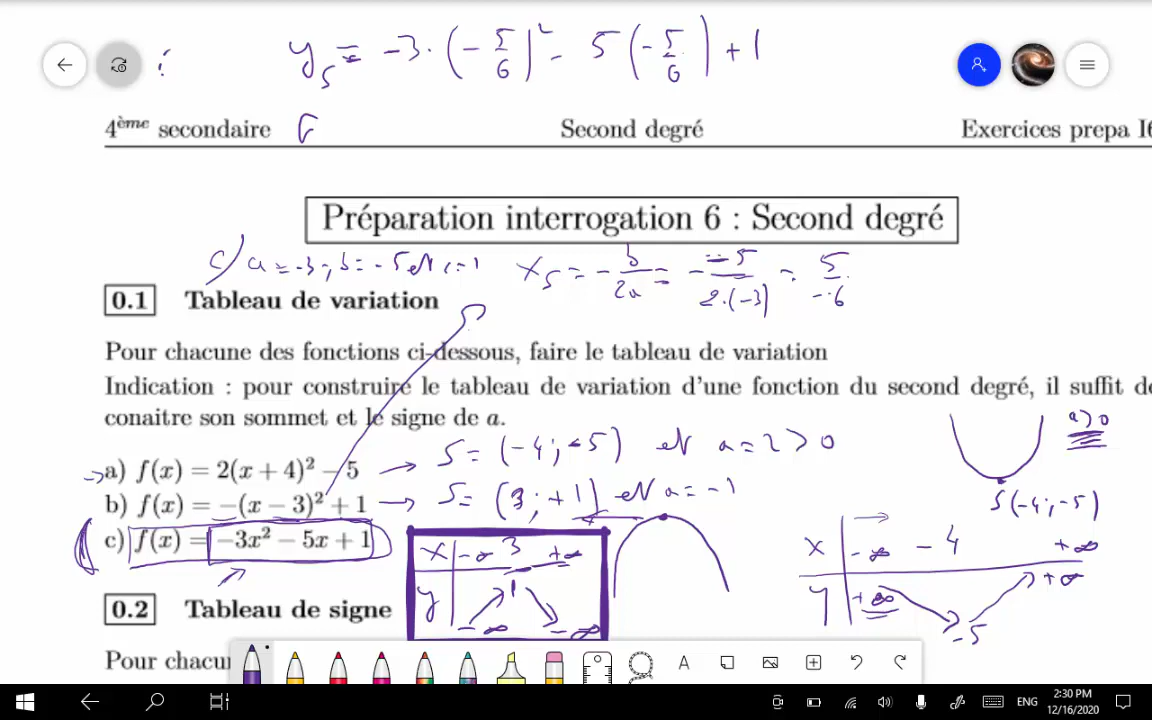 y_s = -3 · (-5/6)² - 5(-5/6) + 1
4ème secondaire
Second degré
Exercices prepa I6
Préparation interrogation 6 : Second degré
c/ a = -3 ; b = -5 et c = 1
x_s = -b/2a = - -5/2·(-3) = 5/-6
0.1 Tableau de variation
Pour chacune des fonctions ci-dessous, faire le tableau de variation
Indication : pour construire le tableau de variation d'une fonction du second degré, il suffit de
conaitre son sommet et le signe de a.
a) f(x) = 2(x + 4)² - 5
S = (-4 ; -5) et a = 2 > 0
b) f(x) = -(x - 3)² + 1
S = (3 ; +1) et a = -1
c) f(x) = -3x² - 5x + 1
x -∞ 3 +∞
y -∞ 1 -∞
a > 0
S(-4 ; -5)
x -∞ -4 +∞
y +∞ -5 +∞
0.2 Tableau de signe
Pour chacu
A
ENG
2:30 PM
12/16/2020